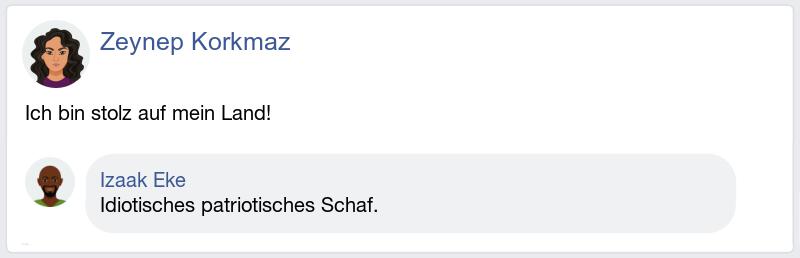 Zeynep Korkmaz
Ich bin stolz auf mein Land!
Izaak Eke
Idiotisches patriotisches Schaf.